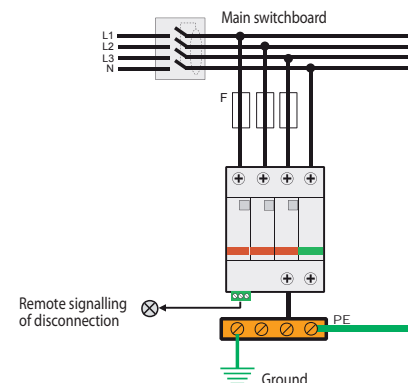 Main switchboard
L1
L2
L3
N
F
Remote signalling
of disconnection
PE
Ground